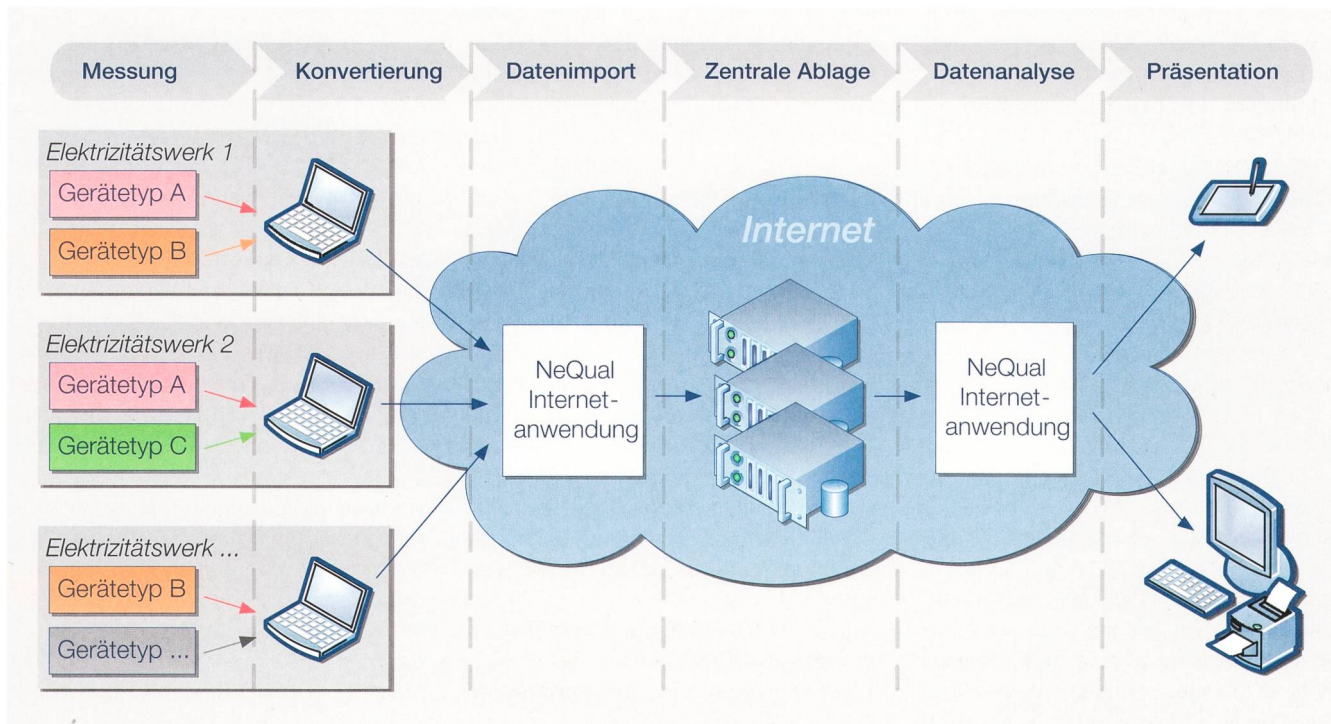 Messung
Konvertierung
Datenimport
Zentrale Ablage
Datenanalyse
Präsentation
Elektrizitätswerk 1
Gerätetyp A
Gerätetyp B
Elektrizitätswerk 2
Gerätetyp A
Gerätetyp C
Elektrizitätswerk ...
Gerätetyp B
Gerätetyp ...
Internet
NeQual
Internet-
anwendung
NeQual
Internet-
anwendung